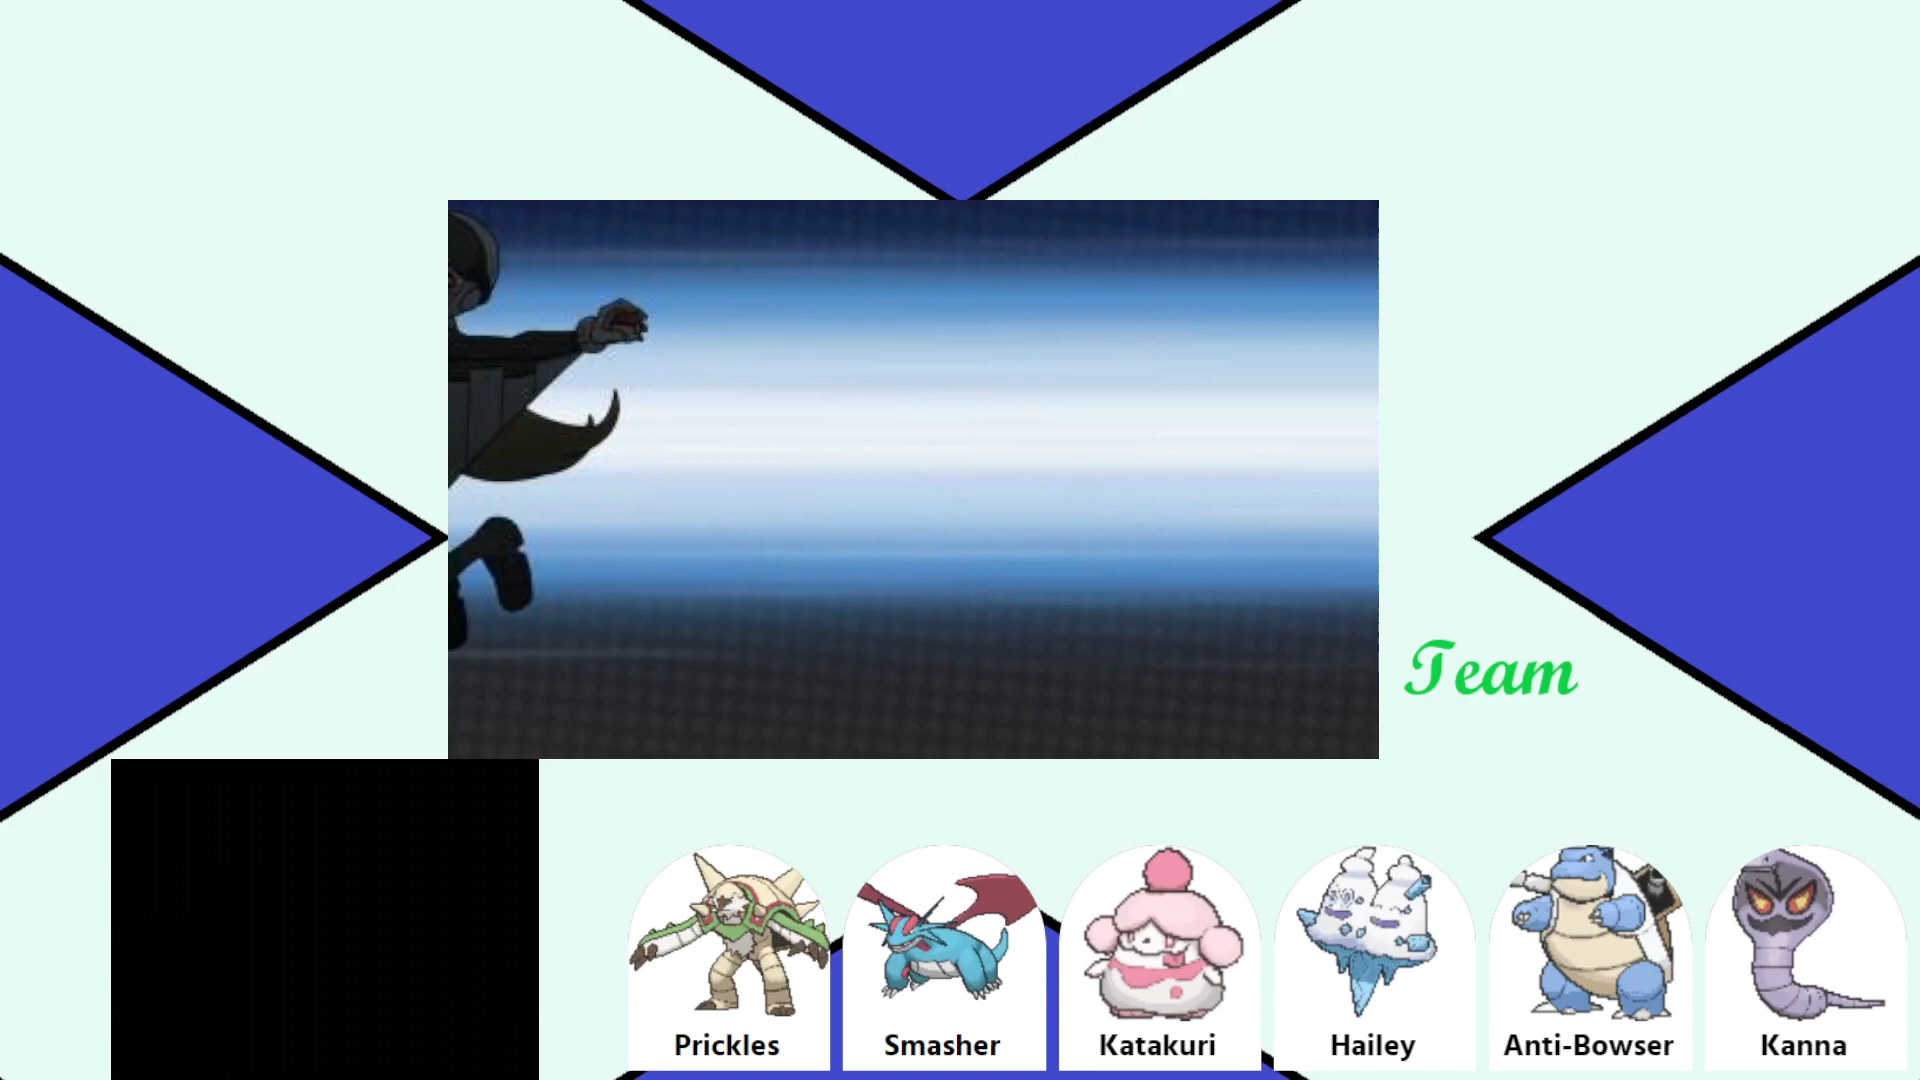 Team
Prickles
Smasher
Katakuri
Hailey
Anti-Bowser
Kanna